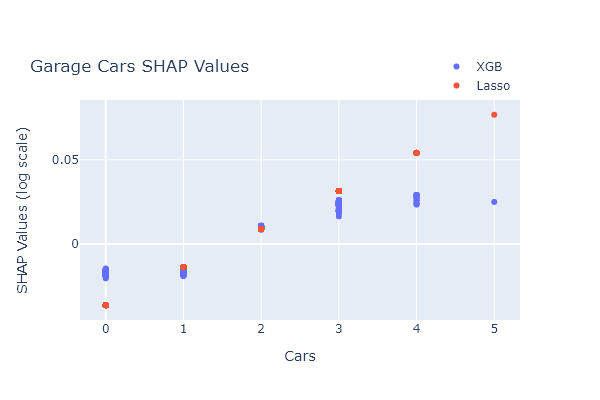 Garage Cars SHAP Values
XGB
Lasso
SHAP Values (log scale)
0.05
0
0 1 2 3 4 5
Cars